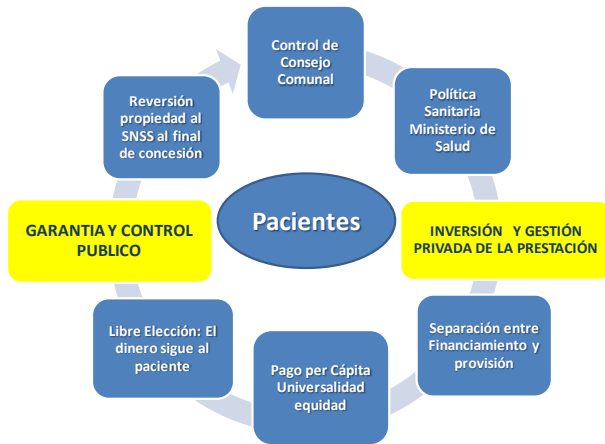 Control de
Consejo
Comunal
Política
Sanitaria
Ministerio de
Salud
INVERSIÓN Y GESTIÓN
PRIVADA DE LA PRESTACIÓN
Separación entre
Financiamiento y
provisión
Pago per Cápita
Universalidad
equidad
Libre Elección: El
dinero sigue al
paciente
GARANTIA Y CONTROL
PUBLICO
Reversión
propiedad al
SNSS al final
de concesión
Pacientes